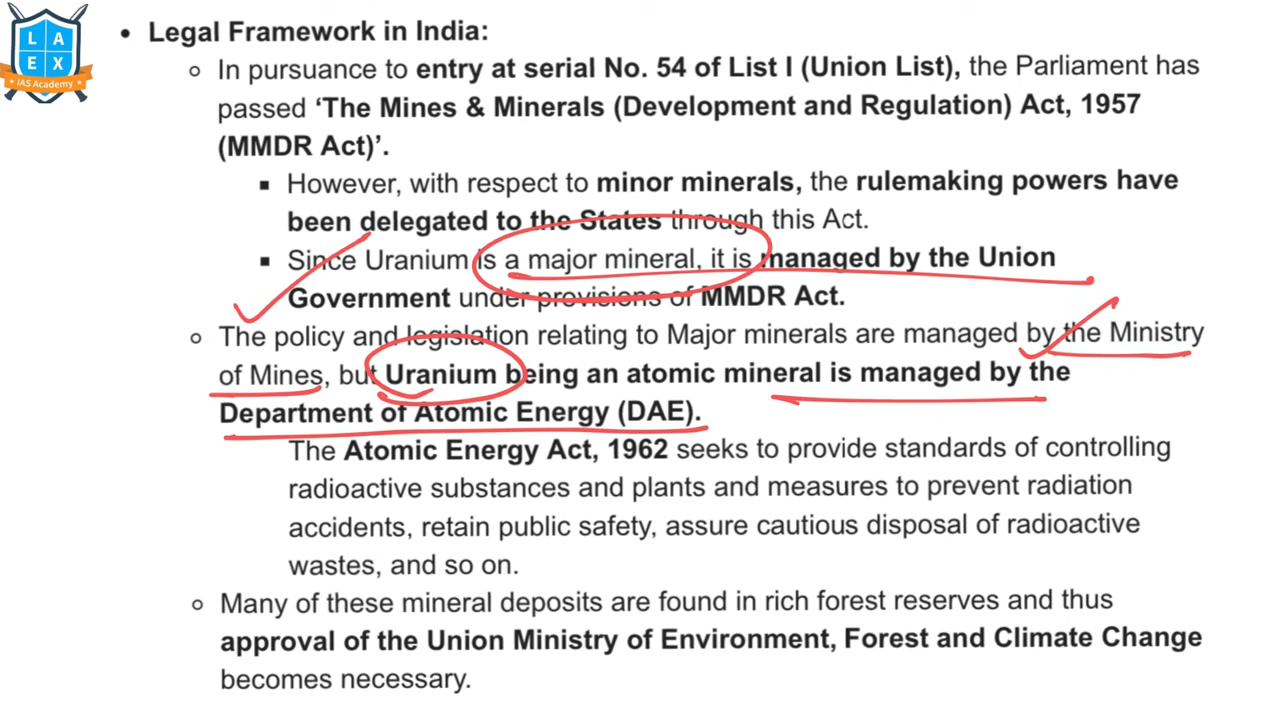 L A
E X
IAS Academy
• Legal Framework in India:
○ In pursuance to entry at serial No. 54 of List I (Union List), the Parliament has
passed ‘The Mines & Minerals (Development and Regulation) Act, 1957
(MMDR Act)’.
▪ However, with respect to minor minerals, the rulemaking powers have
been delegated to the States through this Act.
▪ Since Uranium is a major mineral, it is managed by the Union
Government under provisions of MMDR Act.
○ The policy and legislation relating to Major minerals are managed by the Ministry
of Mines, but Uranium being an atomic mineral is managed by the
Department of Atomic Energy (DAE).
The Atomic Energy Act, 1962 seeks to provide standards of controlling
radioactive substances and plants and measures to prevent radiation
accidents, retain public safety, assure cautious disposal of radioactive
wastes, and so on.
○ Many of these mineral deposits are found in rich forest reserves and thus
approval of the Union Ministry of Environment, Forest and Climate Change
becomes necessary.